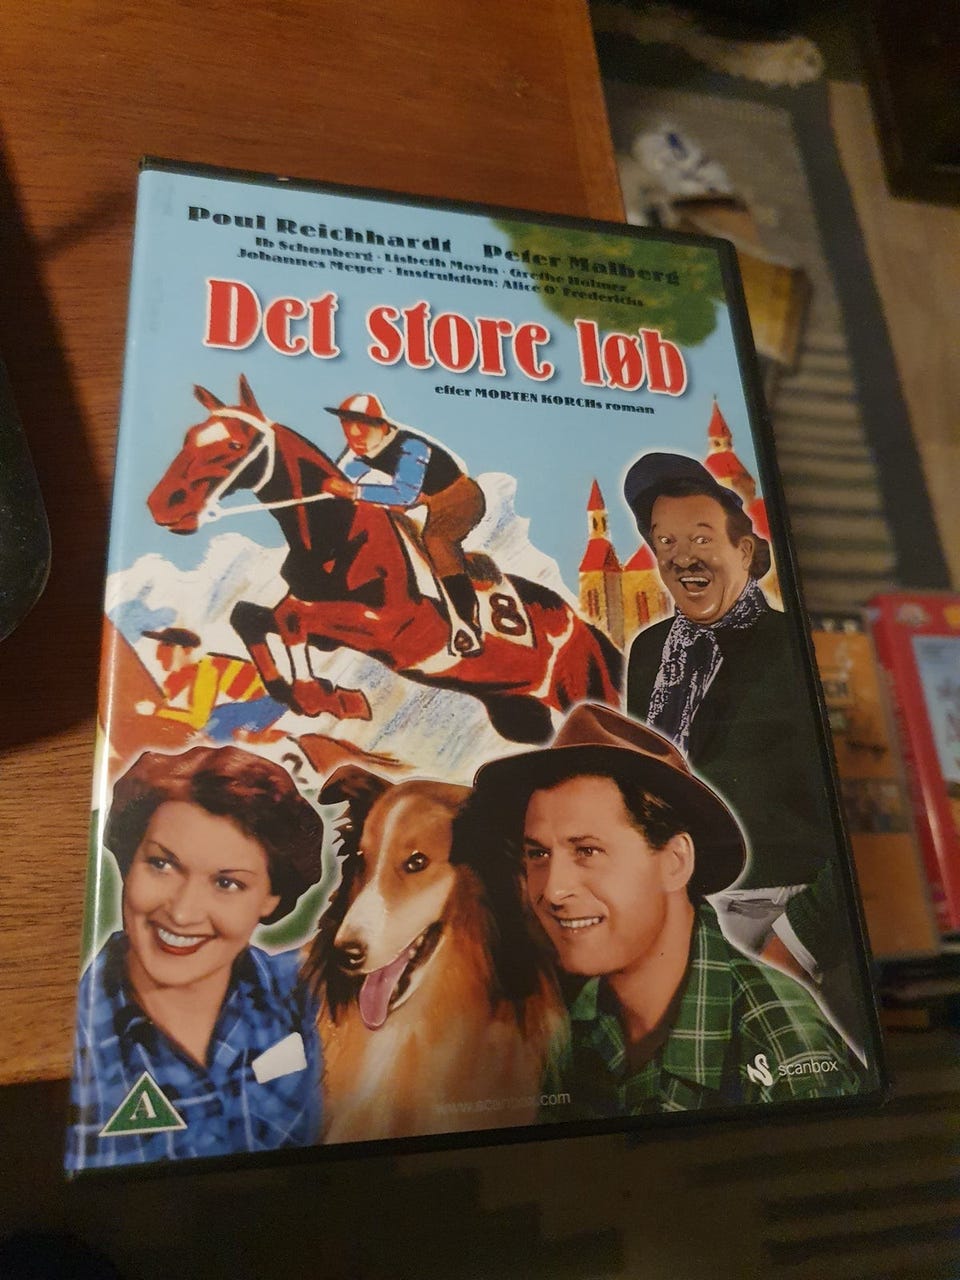 Poul Reichhardt Peter Malberg
Ib Schønberg · Lisbeth Movin · Grethe Holmer
Johannes Meyer · Instruktion: Alice O' Fredericks
Det store løb
efter MORTEN KORCHs roman
8
2
A
www.scanbox.com
scanbox